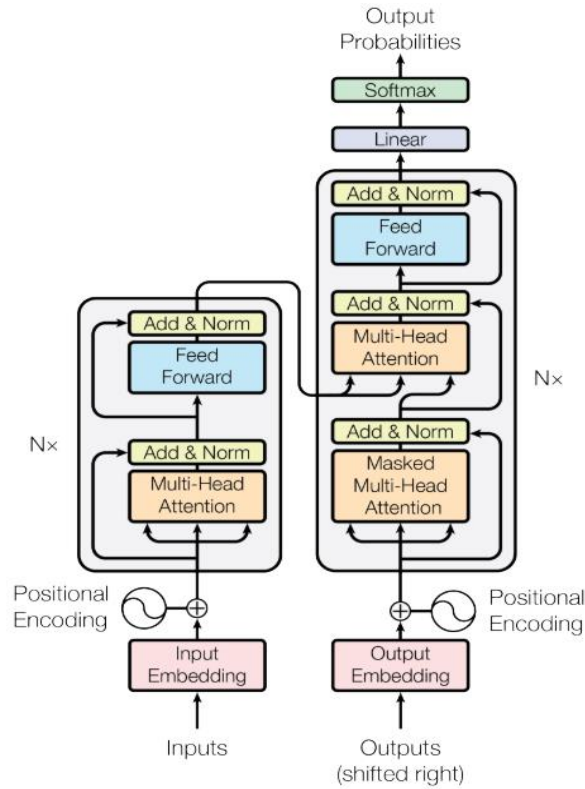 Output
Probabilities
Softmax
Linear
Add & Norm
Feed
Forward
Add & Norm
Multi-Head
Attention
Add & Norm
Masked
Multi-Head
Attention
N×
Add & Norm
Feed
Forward
Add & Norm
Multi-Head
Attention
N×
Positional
Encoding
Positional
Encoding
Input
Embedding
Output
Embedding
Inputs
Outputs
(shifted right)